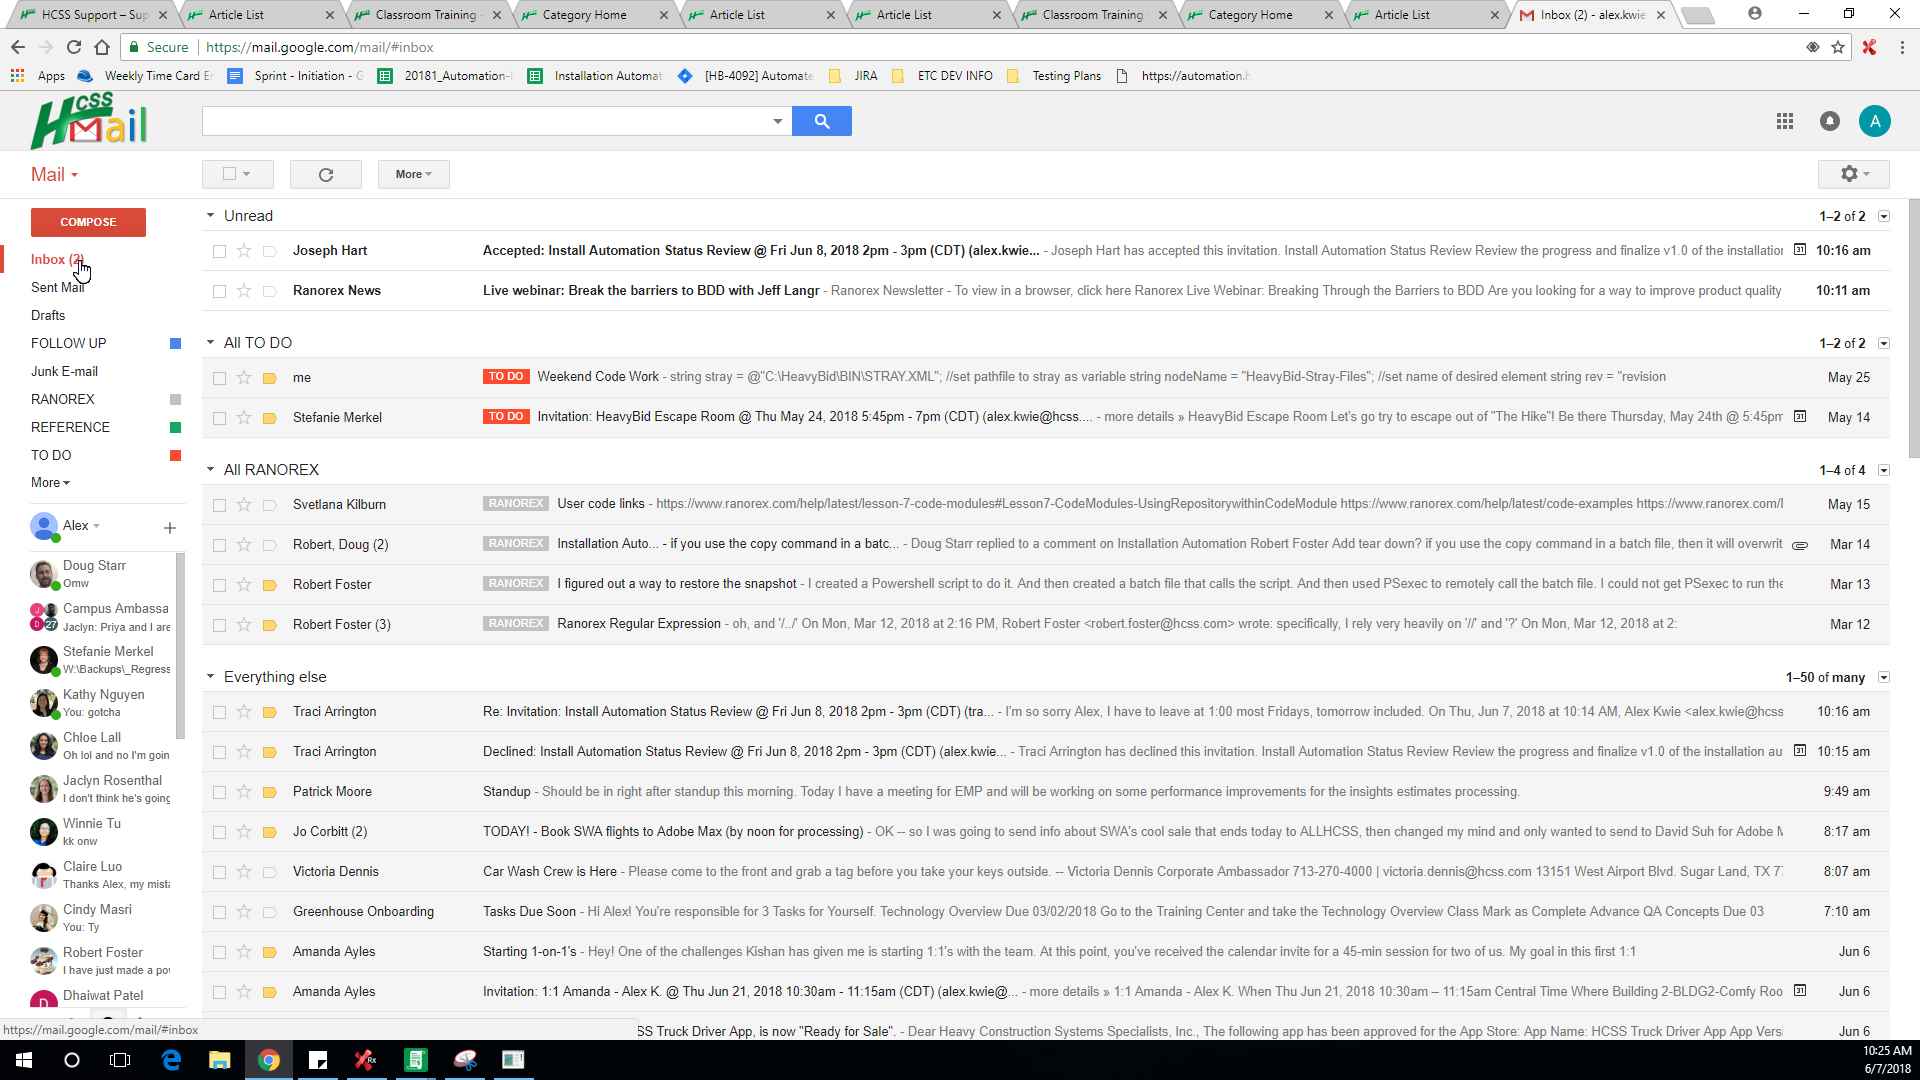 HCSS Support – Sup
Article List
Classroom Training -
Category Home
Article List
Article List
Classroom Training
Category Home
Article List
Inbox (2) - alex.kwie
Secure
https://mail.google.com/mail/#inbox
Apps
Weekly Time Card E
Sprint - Initiation - G
20181_Automation-
Installation Automat
[HB-4092] Automate
JIRA
ETC DEV INFO
Testing Plans
https://automation.h
HCSS Mail
A
Mail
More
COMPOSE
Inbox (2)
Sent Mail
Drafts
FOLLOW UP
Junk E-mail
RANOREX
REFERENCE
TO DO
More
Alex
Doug Starr
Omw
Campus Ambassa
Jaclyn: Priya and I are
27
Stefanie Merkel
W:\Backups\_Regress
Kathy Nguyen
You: gotcha
Chloe Lall
Oh lol and no I'm goin
Jaclyn Rosenthal
I don't think he's going
Winnie Tu
kk onw
Claire Luo
Thanks Alex, my mista
Cindy Masri
You: Ty
Robert Foster
I have just made a po
D
Dhaiwat Patel
Unread
1–2 of 2
Joseph Hart Accepted: Install Automation Status Review @ Fri Jun 8, 2018 2pm - 3pm (CDT) (alex.kwie... - Joseph Hart has accepted this invitation. Install Automation Status Review Review the progress and finalize v1.0 of the installation 31 10:16 am
Ranorex News Live webinar: Break the barriers to BDD with Jeff Langr - Ranorex Newsletter - To view in a browser, click here Ranorex Live Webinar: Breaking Through the Barriers to BDD Are you looking for a way to improve product quality 10:11 am
All TO DO
1–2 of 2
me TO DO Weekend Code Work - string stray = @"C:\HeavyBid\BIN\STRAY.XML"; //set pathfile to stray as variable string nodeName = "HeavyBid-Stray-Files"; //set name of desired element string rev = "revision May 25
Stefanie Merkel TO DO Invitation: HeavyBid Escape Room @ Thu May 24, 2018 5:45pm - 7pm (CDT) (alex.kwie@hcss.... - more details » HeavyBid Escape Room Let's go try to escape out of "The Hike"! Be there Thursday, May 24th @ 5:45pm 31 May 14
All RANOREX
1–4 of 4
Svetlana Kilburn RANOREX User code links - https://www.ranorex.com/help/latest/lesson-7-code-modules#Lesson7-CodeModules-UsingRepositorywithinCodeModule https://www.ranorex.com/help/latest/code-examples https://www.ranorex.com/l May 15
Robert, Doug (2) RANOREX Installation Auto... - if you use the copy command in a batc... - Doug Starr replied to a comment on Installation Automation Robert Foster Add tear down? if you use the copy command in a batch file, then it will overwrit Mar 14
Robert Foster RANOREX I figured out a way to restore the snapshot - I created a Powershell script to do it. And then created a batch file that calls the script. And then used PSexec to remotely call the batch file. I could not get PSexec to run the Mar 13
Robert Foster (3) RANOREX Ranorex Regular Expression - oh, and '/../' On Mon, Mar 12, 2018 at 2:16 PM, Robert Foster <robert.foster@hcss.com> wrote: specifically, I rely very heavily on '//' and '?' On Mon, Mar 12, 2018 at 2: Mar 12
Everything else
1–50 of many
Traci Arrington Re: Invitation: Install Automation Status Review @ Fri Jun 8, 2018 2pm - 3pm (CDT) (tra... - I'm so sorry Alex, I have to leave at 1:00 most Fridays, tomorrow included. On Thu, Jun 7, 2018 at 10:14 AM, Alex Kwie <alex.kwie@hcss 10:16 am
Traci Arrington Declined: Install Automation Status Review @ Fri Jun 8, 2018 2pm - 3pm (CDT) (alex.kwie... - Traci Arrington has declined this invitation. Install Automation Status Review Review the progress and finalize v1.0 of the installation au 31 10:15 am
Patrick Moore Standup - Should be in right after standup this morning. Today I have a meeting for EMP and will be working on some performance improvements for the insights estimates processing. 9:49 am
Jo Corbitt (2) TODAY! - Book SWA flights to Adobe Max (by noon for processing) - OK -- so I was going to send info about SWA's cool sale that ends today to ALLHCSS, then changed my mind and only wanted to send to David Suh for Adobe M 8:17 am
Victoria Dennis Car Wash Crew is Here - Please come to the front and grab a tag before you take your keys outside. -- Victoria Dennis Corporate Ambassador 713-270-4000 | victoria.dennis@hcss.com 13151 West Airport Blvd. Sugar Land, TX 77 8:07 am
Greenhouse Onboarding Tasks Due Soon - Hi Alex! You're responsible for 3 Tasks for Yourself. Technology Overview Due 03/02/2018 Go to the Training Center and take the Technology Overview Class Mark as Complete Advance QA Concepts Due 03 7:10 am
Amanda Ayles Starting 1-on-1's - Hey! One of the challenges Kishan has given me is starting 1:1's with the team. At this point, you've received the calendar invite for a 45-min session for two of us. My goal in this first 1:1 Jun 6
Amanda Ayles Invitation: 1:1 Amanda - Alex K. @ Thu Jun 21, 2018 10:30am - 11:15am (CDT) (alex.kwie@... - more details » 1:1 Amanda - Alex K. When Thu Jun 21, 2018 10:30am – 11:15am Central Time Where Building 2-BLDG2-Comfy Roo 31 Jun 6
SS Truck Driver App, is now "Ready for Sale". - Dear Heavy Construction Systems Specialists, Inc., The following app has been approved for the App Store: App Name: HCSS Truck Driver App App Versi Jun 6
https://mail.google.com/mail/#inbox
10:25 AM
6/7/2018